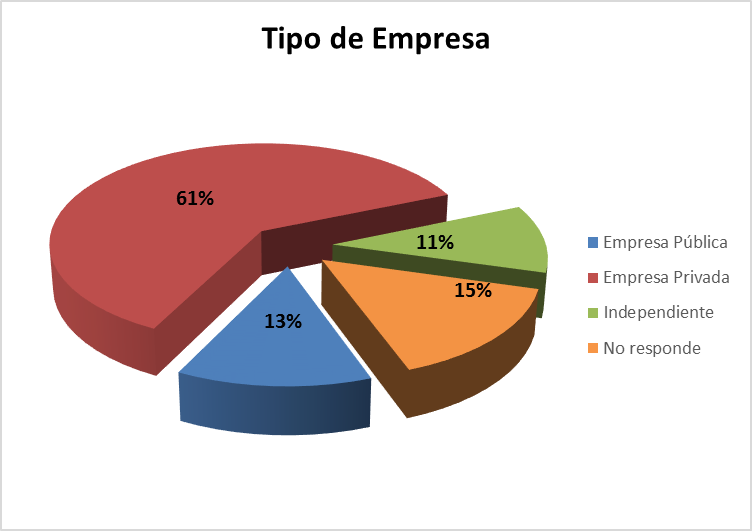 Tipo de Empresa
61%
11%
15%
13%
Empresa Pública
Empresa Privada
Independiente
No responde